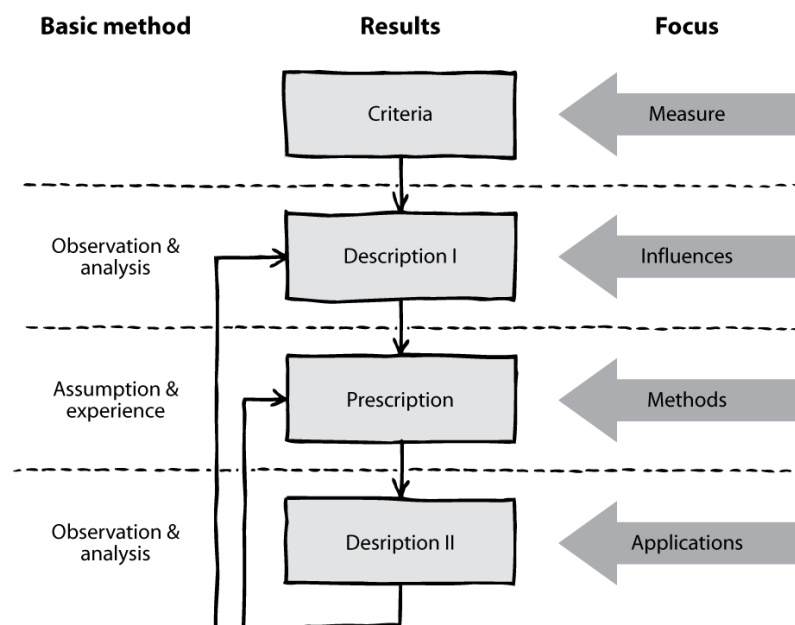 Basic method
Results
Focus
Criteria
Measure
Observation &
analysis
Description I
Influences
Assumption &
experience
Prescription
Methods
Observation &
analysis
Desription II
Applications